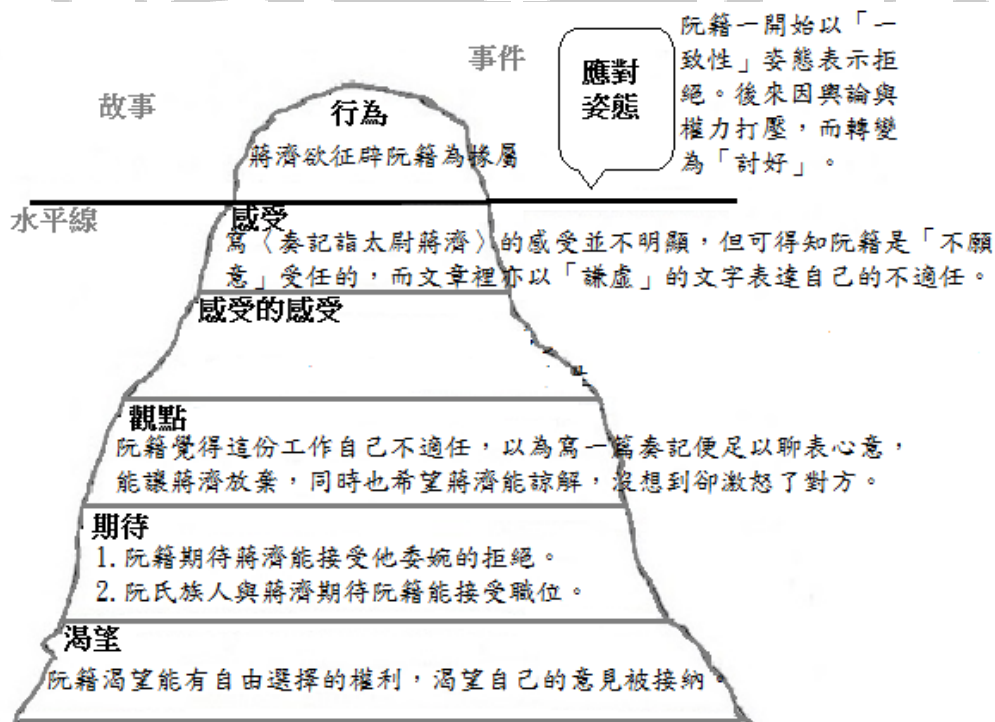 阮籍一開始以「一
致性」姿態表示拒
絕。後來因輿論與
權力打壓,而轉變
為「討好」。
事件
應對
姿態
故事
行為
蔣濟欲征辟阮籍為掾屬
水平線
感受
寫〈奏記詣太尉蔣濟〉的感受並不明顯,但可得知阮籍是「不願
意」受任的,而文章裡亦以「謙虛」的文字表達自己的不適任。
感受的感受
觀點
阮籍覺得這份工作自己不適任,以為寫一篇奏記便足以聊表心意,
能讓蔣濟放棄,同時也希望蔣濟能諒解,沒想到卻激怒了對方。
期待
1. 阮籍期待蔣濟能接受他委婉的拒絕。
2. 阮氏族人與蔣濟期待阮籍能接受職位。
渴望
阮籍渴望能有自由選擇的權利,渴望自己的意見被接納。